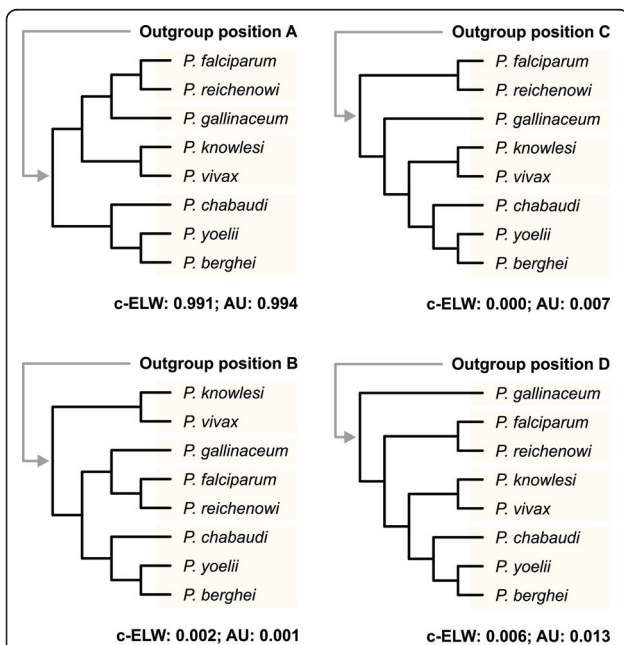 Outgroup position A
P. falciparum
P. reichenowi
P. gallinaceum
P. knowlesi
P. vivax
P. chabaudi
P. yoelii
P. berghei
c-ELW: 0.991; AU: 0.994
Outgroup position C
P. falciparum
P. reichenowi
P. gallinaceum
P. knowlesi
P. vivax
P. chabaudi
P. yoelii
P. berghei
c-ELW: 0.000; AU: 0.007
Outgroup position B
P. knowlesi
P. vivax
P. gallinaceum
P. falciparum
P. reichenowi
P. chabaudi
P. yoelii
P. berghei
c-ELW: 0.002; AU: 0.001
Outgroup position D
P. gallinaceum
P. falciparum
P. reichenowi
P. knowlesi
P. vivax
P. chabaudi
P. yoelii
P. berghei
c-ELW: 0.006; AU: 0.013